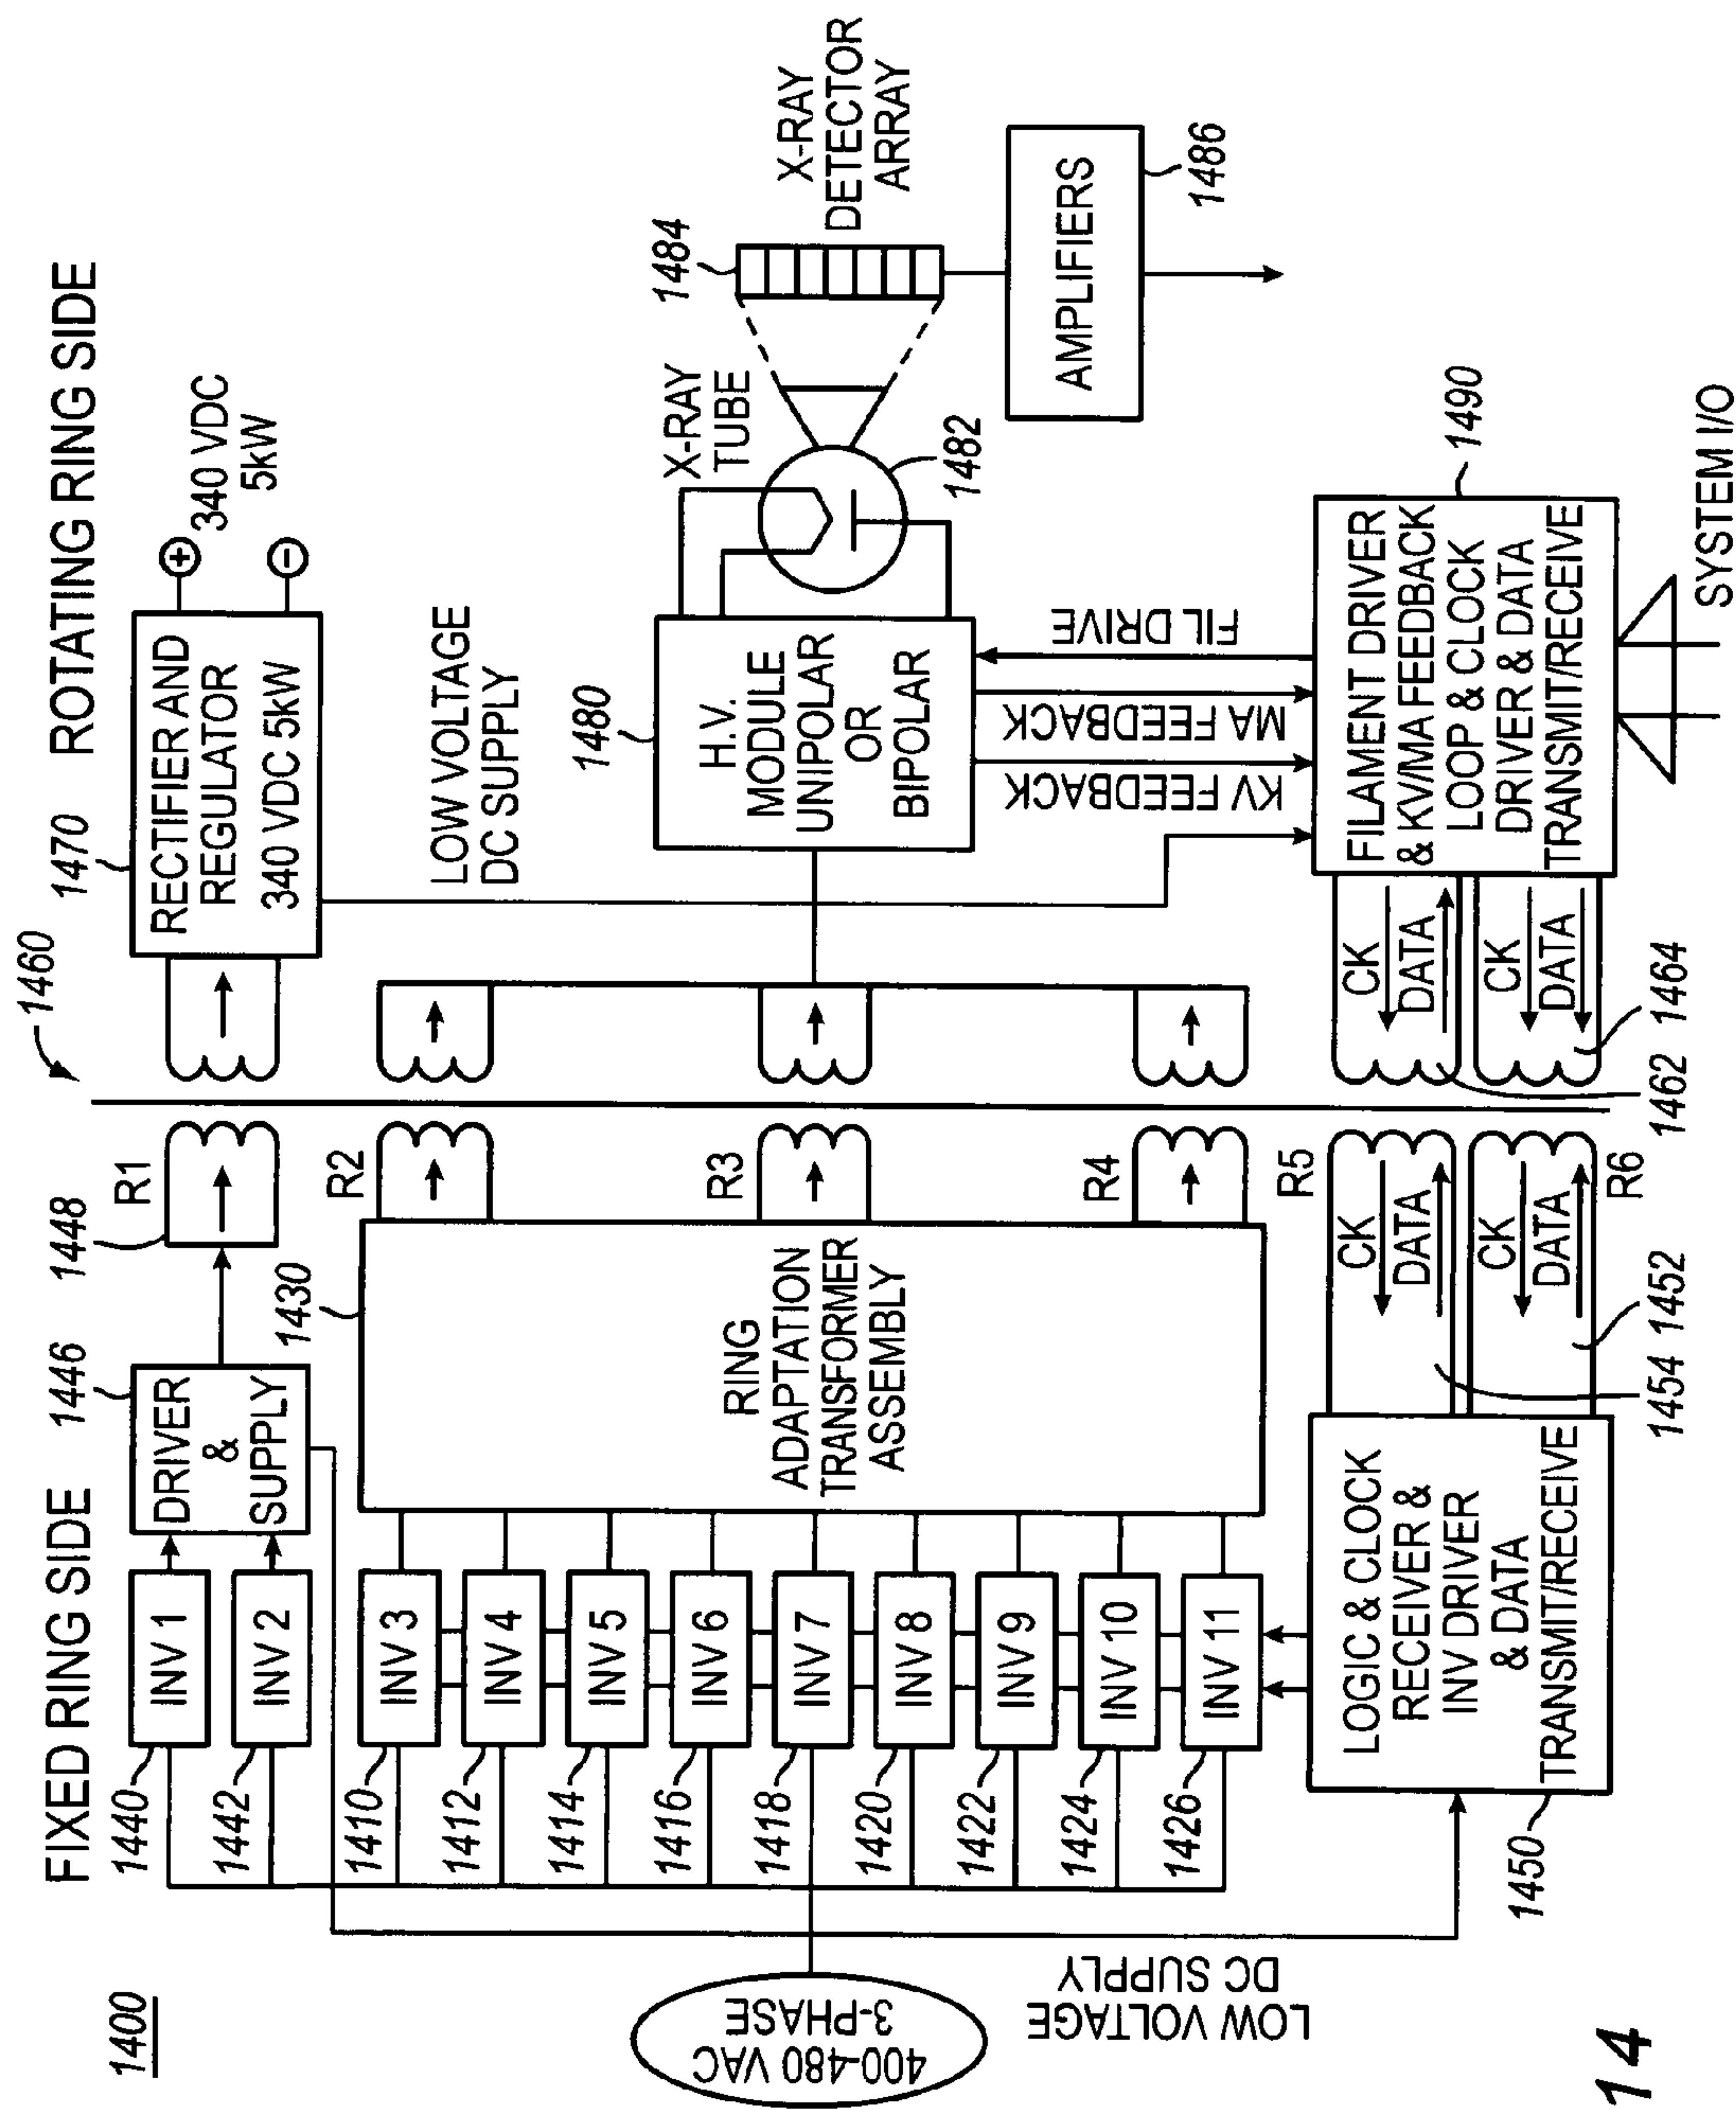 1400
FIXED RING SIDE
1460
ROTATING RING SIDE
1440
INV 1
1442
INV 2
1446
DRIVER
&
SUPPLY
1448
R1
1470
RECTIFIER AND
REGULATOR
340 VDC 5kW
+
340 VDC
5kW
−
1410
INV 3
1412
INV 4
1414
INV 5
1416
INV 6
1418
INV 7
1420
INV 8
1422
INV 9
1424
INV 10
1426
INV 11
1430
RING
ADAPTATION
TRANSFORMER
ASSEMBLY
R2
R3
R4
LOW VOLTAGE
DC SUPPLY
1480
H.V.
MODULE
UNIPOLAR
OR
BIPOLAR
X-RAY
TUBE
1482
1484
X-RAY
DETECTOR
ARRAY
AMPLIFIERS
1486
400-480 VAC
3-PHASE
LOW VOLTAGE
DC SUPPLY
1450
LOGIC & CLOCK
RECEIVER &
INV DRIVER
& DATA
TRANSMIT/RECEIVE
R5
CK
DATA
CK
DATA
R6
1454
1452
1462
1464
CK
DATA
CK
DATA
KV FEEDBACK
MA FEEDBACK
FIL DRIVE
FILAMENT DRIVER
& KV/MA FEEDBACK
LOOP & CLOCK
DRIVER & DATA
TRANSMIT/RECEIVE
1490
SYSTEM I/O
14